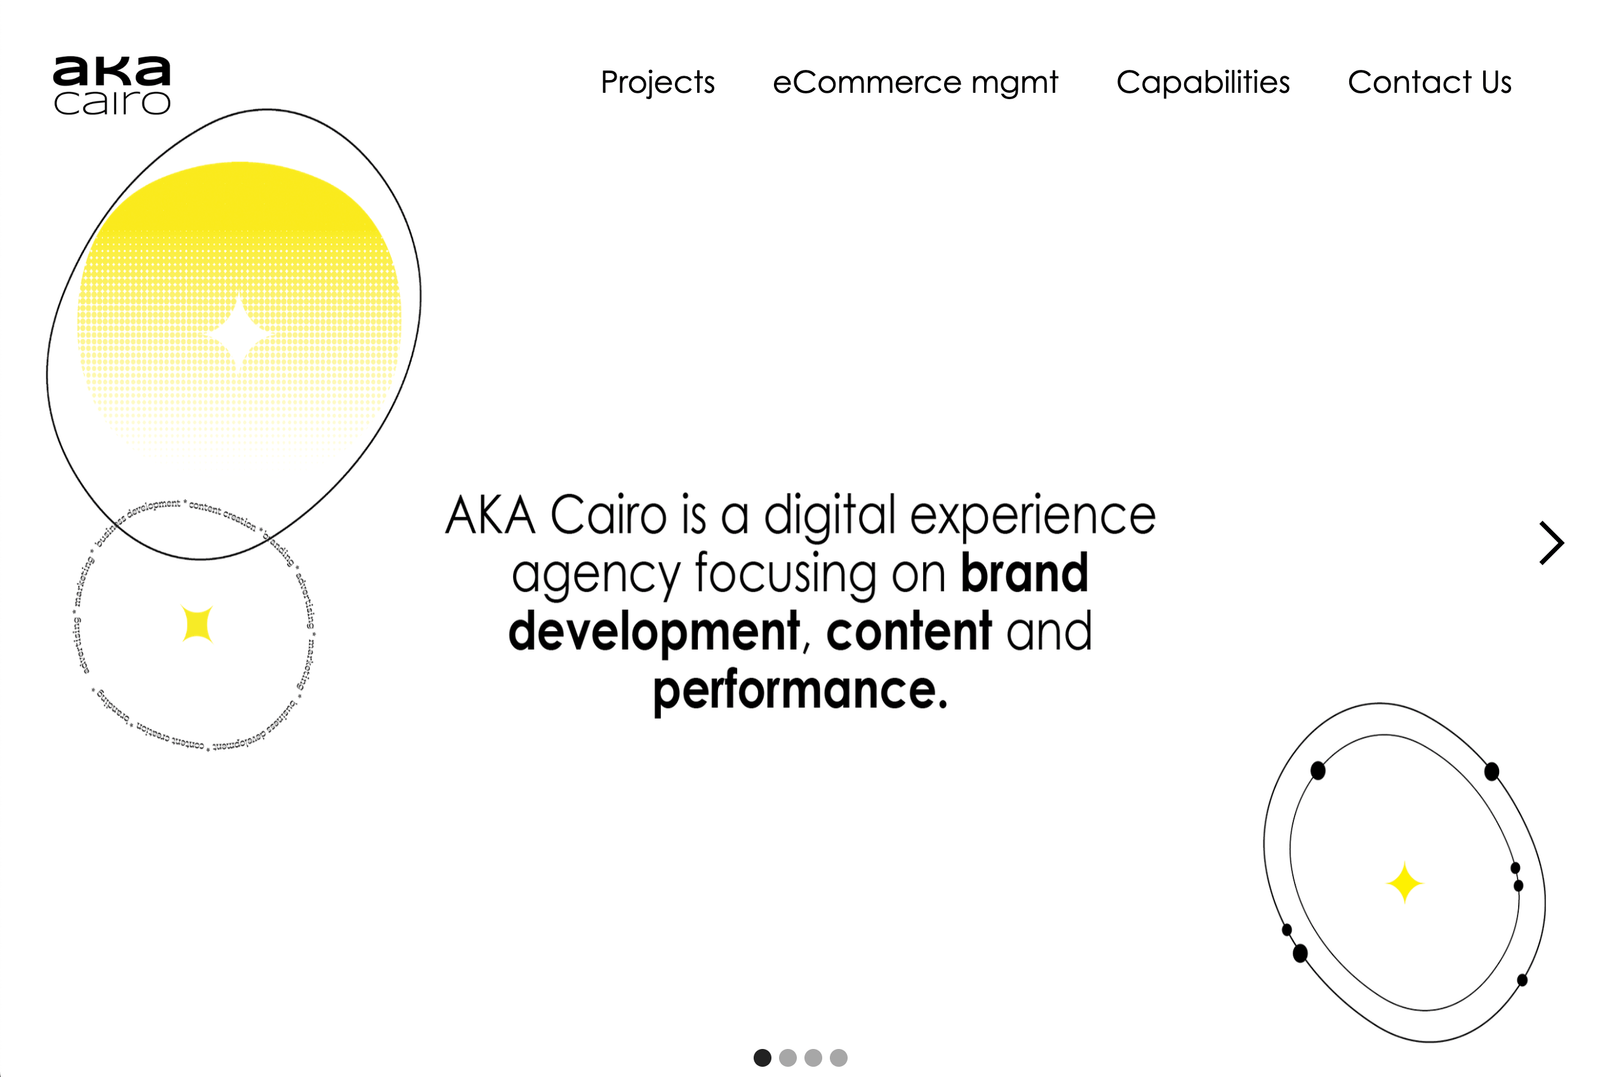 aka
cairo
Projects
eCommerce mgmt
Capabilities
Contact Us
AKA Cairo is a digital experience
agency focusing on brand
development, content and
performance.
business development * content creation * branding * advertising * marketing * business development * content creation * branding * advertising * marketing *